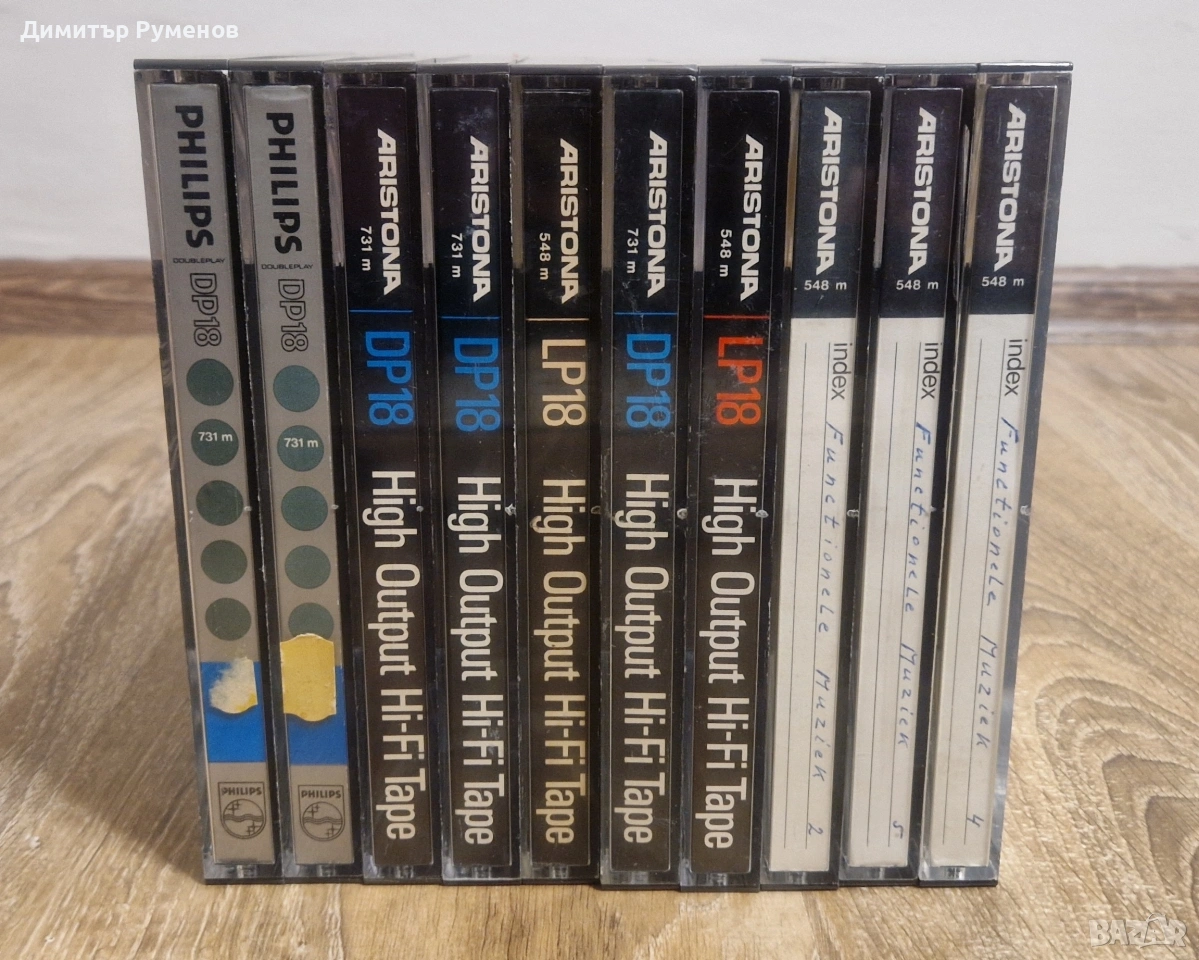 Димитър Руменов
PHILIPS
DOUBLEPLAY
DP18
731 m
PHILIPS
PHILIPS
DOUBLEPLAY
DP18
731 m
PHILIPS
ARISTONA
731 m
DP18
High Output Hi-Fi Tape
ARISTONA
731 m
DP18
High Output Hi-Fi Tape
ARISTONA
548 m
LP18
High Output Hi-Fi Tape
ARISTONA
731 m
DP18
High Output Hi-Fi Tape
ARISTONA
548 m
LP18
High Output Hi-Fi Tape
ARISTONA
548 m
index
Functionele Muziek 2
ARISTONA
548 m
index
Functionele Muziek 5
ARISTONA
548 m
index
Functionele Muziek 4
BAZAR